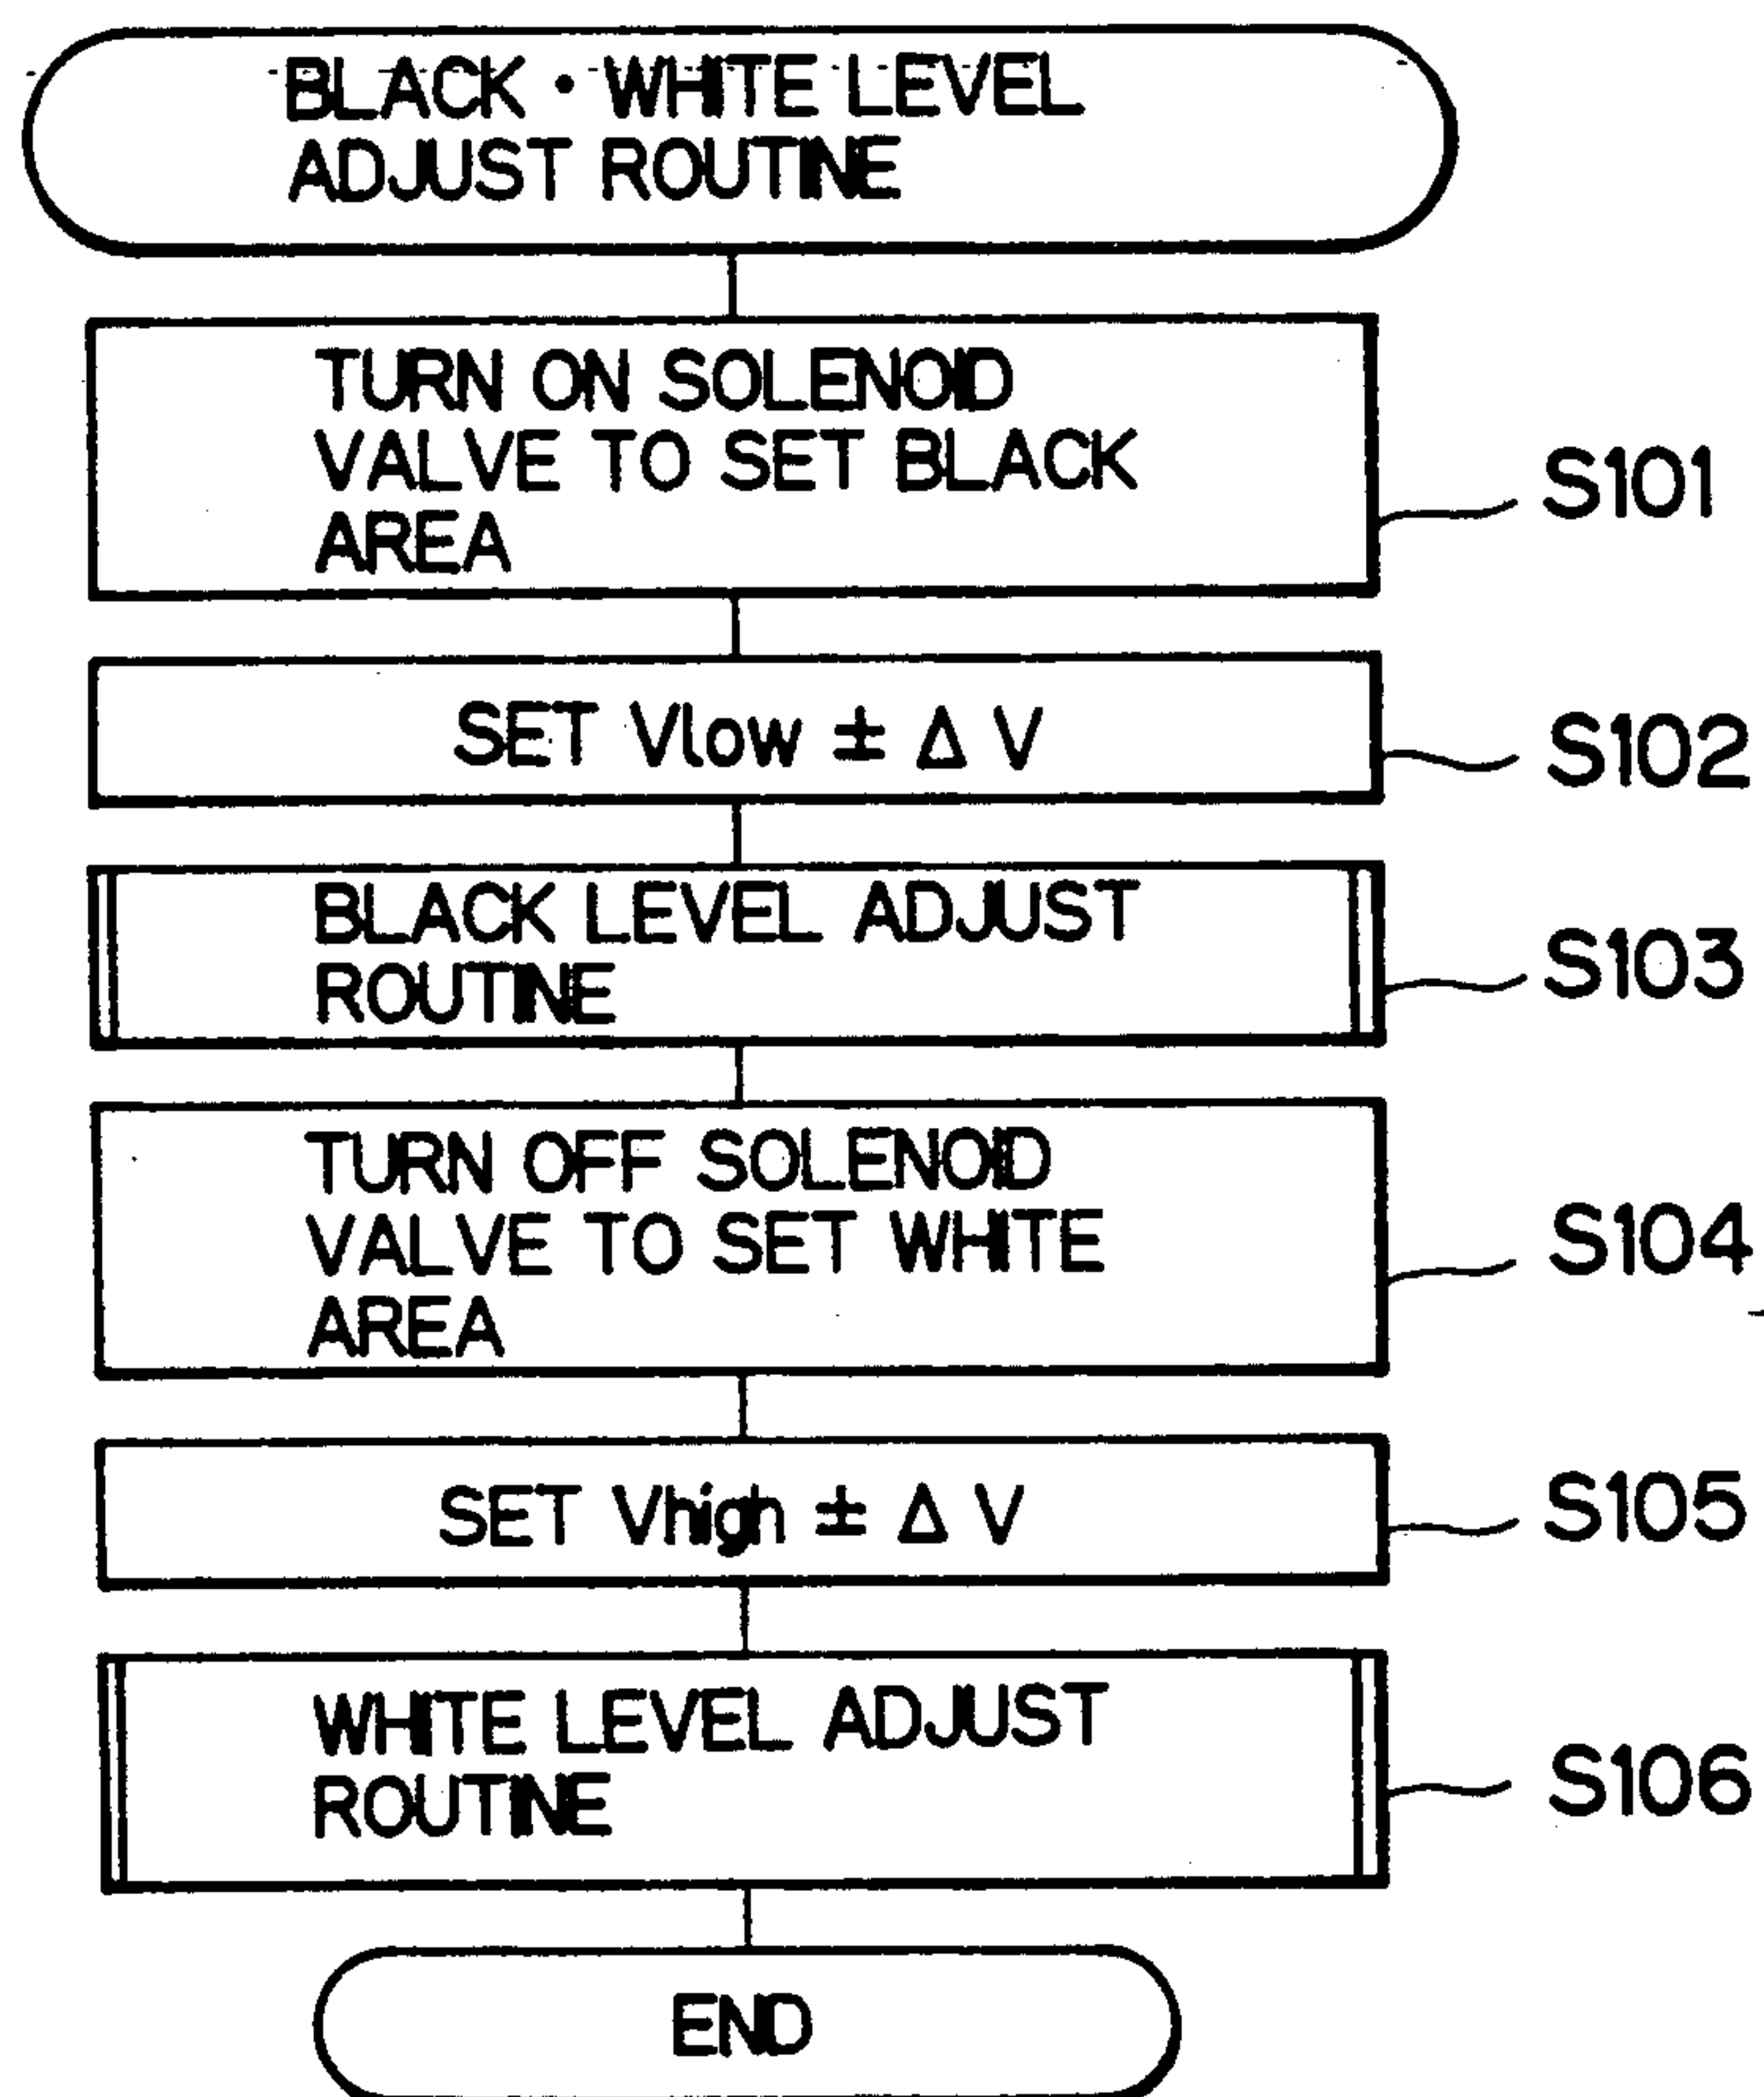 BLACK · WHITE LEVEL
ADJUST ROUTINE
TURN ON SOLENOID
VALVE TO SET BLACK
AREA
S101
SET Vlow ± Δ V
S102
BLACK LEVEL ADJUST
ROUTINE
S103
TURN OFF SOLENOID
VALVE TO SET WHITE
AREA
S104
SET Vhigh ± Δ V
S105
WHITE LEVEL ADJUST
ROUTINE
S106
END